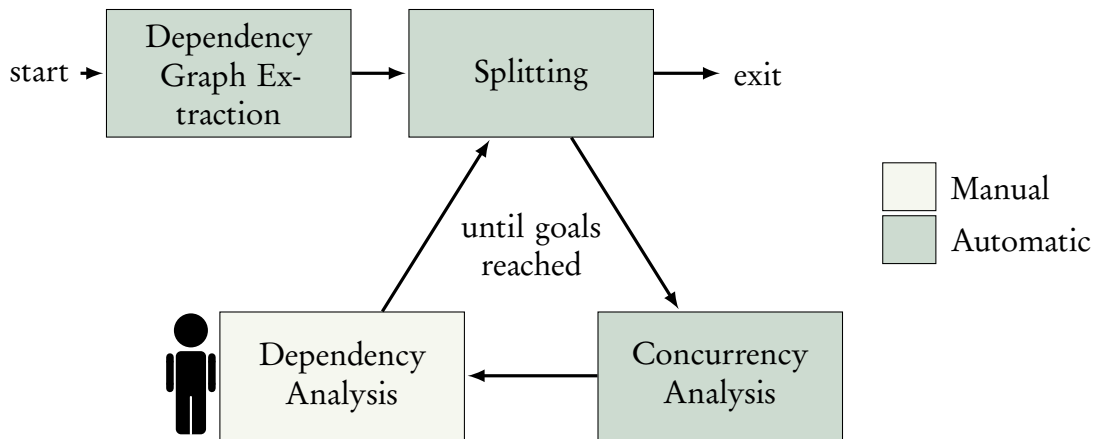 start
Dependency
Graph Ex-
traction
Splitting
exit
until goals
reached
Manual
Automatic
Dependency
Analysis
Concurrency
Analysis